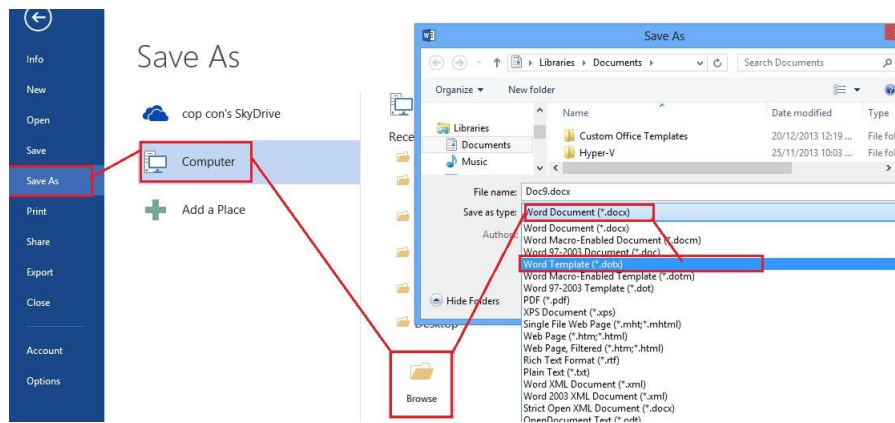 Info
New
Open
Save
Save As
Print
Share
Export
Close
Account
Options
Save As
cop con's SkyDrive
Computer
Add a Place
Rece
Desktop
Browse
Save As
Libraries Documents
Search Documents
Organize New folder
Name Date modified Type
Libraries
Documents
Music
Custom Office Templates 20/12/2013 12:19 ... File fol
Hyper-V 25/11/2013 10:03 ... File fol
File name: Doc9.docx
Save as type: Word Document (*.docx)
Author:
Word Document (*.docx)
Word Macro-Enabled Document (*.docm)
Word 97-2003 Document (*.doc)
Word Template (*.dotx)
Word Macro-Enabled Template (*.dotm)
Word 97-2003 Template (*.dot)
PDF (*.pdf)
XPS Document (*.xps)
Single File Web Page (*.mht;*.mhtml)
Web Page (*.htm;*.html)
Web Page, Filtered (*.htm;*.html)
Rich Text Format (*.rtf)
Plain Text (*.txt)
Word XML Document (*.xml)
Word 2003 XML Document (*.xml)
Strict Open XML Document (*.docx)
OpenDocument Text (*.odt)
Hide Folders